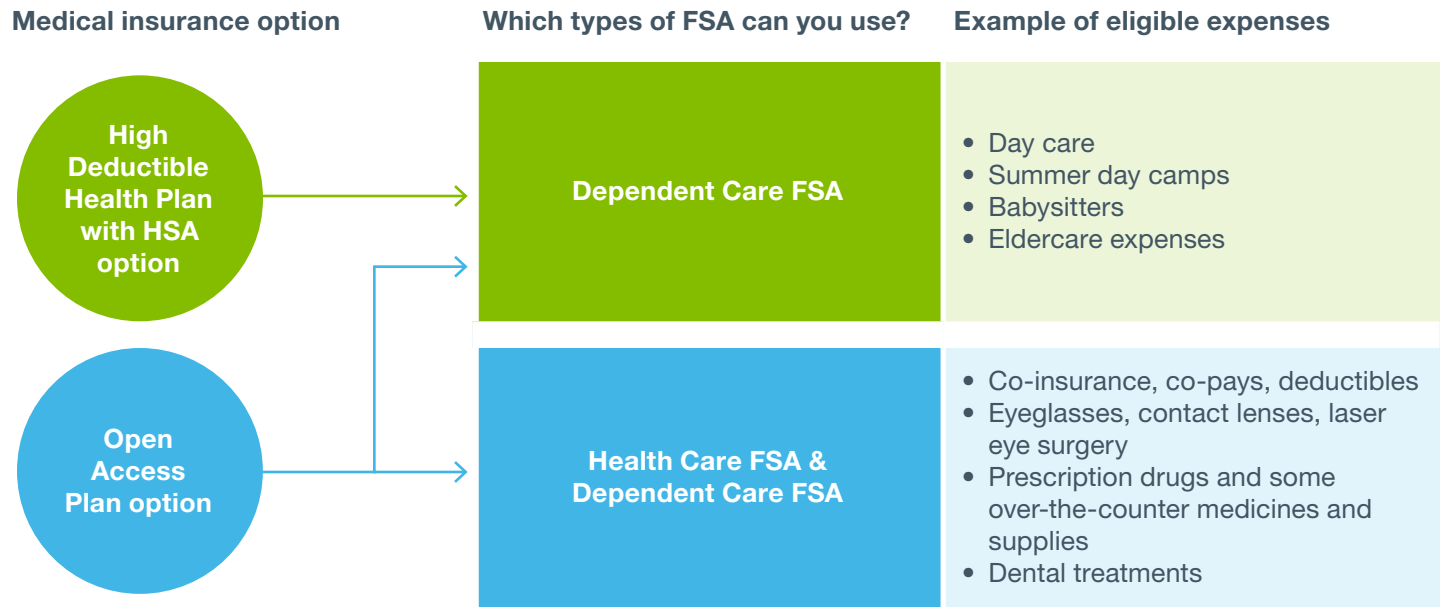 Medical insurance option
Which types of FSA can you use?
Example of eligible expenses
High
Deductible
Health Plan
with HSA
option
Dependent Care FSA
• Day care
• Summer day camps
• Babysitters
• Eldercare expenses
Open
Access
Plan option
Health Care FSA &
Dependent Care FSA
• Co-insurance, co-pays, deductibles
• Eyeglasses, contact lenses, laser
eye surgery
• Prescription drugs and some
over-the-counter medicines and
supplies
• Dental treatments